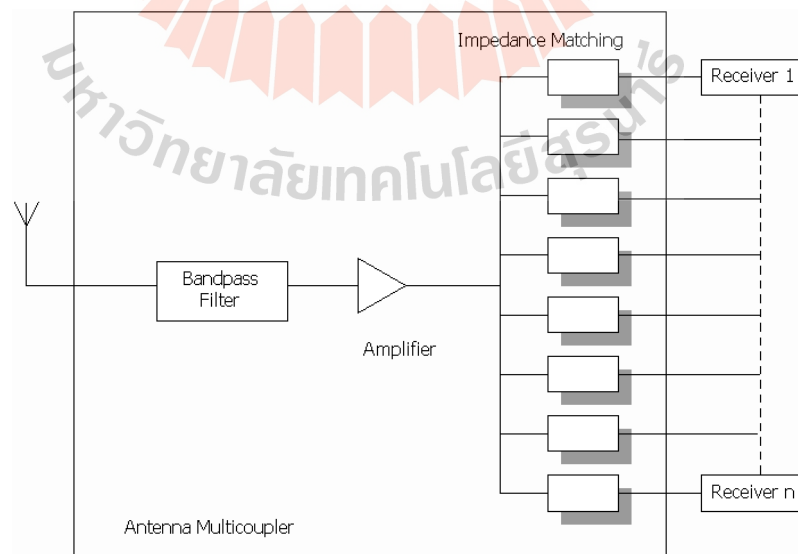 Impedance Matching
Receiver 1
มหาวิทยาลัยเทคโนโลยีสุรนารี
Bandpass
Filter
Amplifier
Receiver n
Antenna Multicoupler